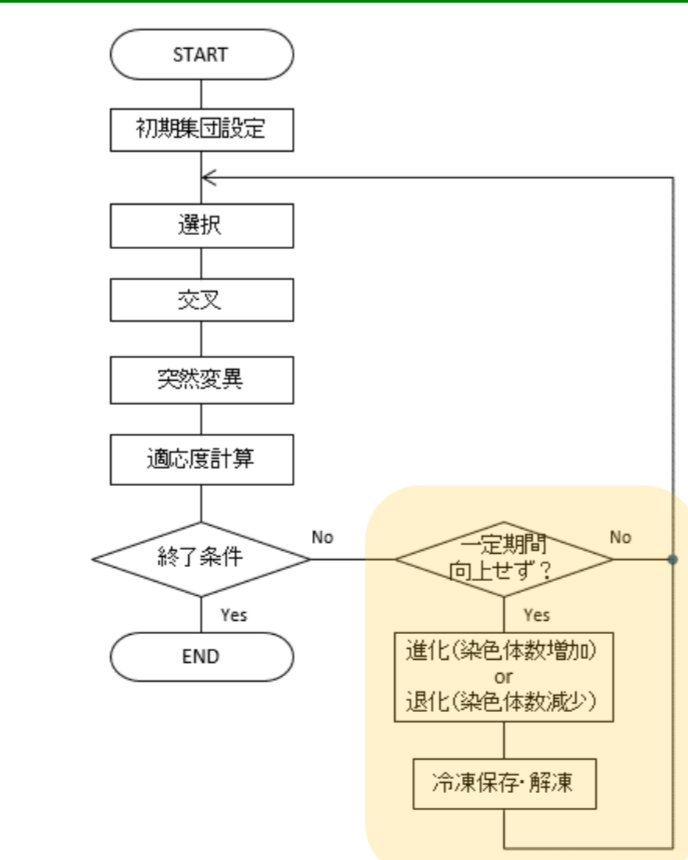 START
初期集団設定
選択
交叉
突然変異
適応度計算
終了条件
No
Yes
END
一定期間
向上せず？
No
Yes
進化(染色体数増加)
or
退化(染色体数減少)
冷凍保存・解凍